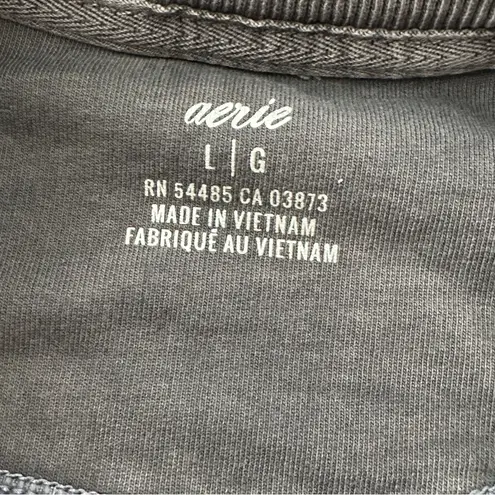 aerie
L | G
RN 54485 CA 03873
MADE IN VIETNAM
FABRIQUÉ AU VIETNAM